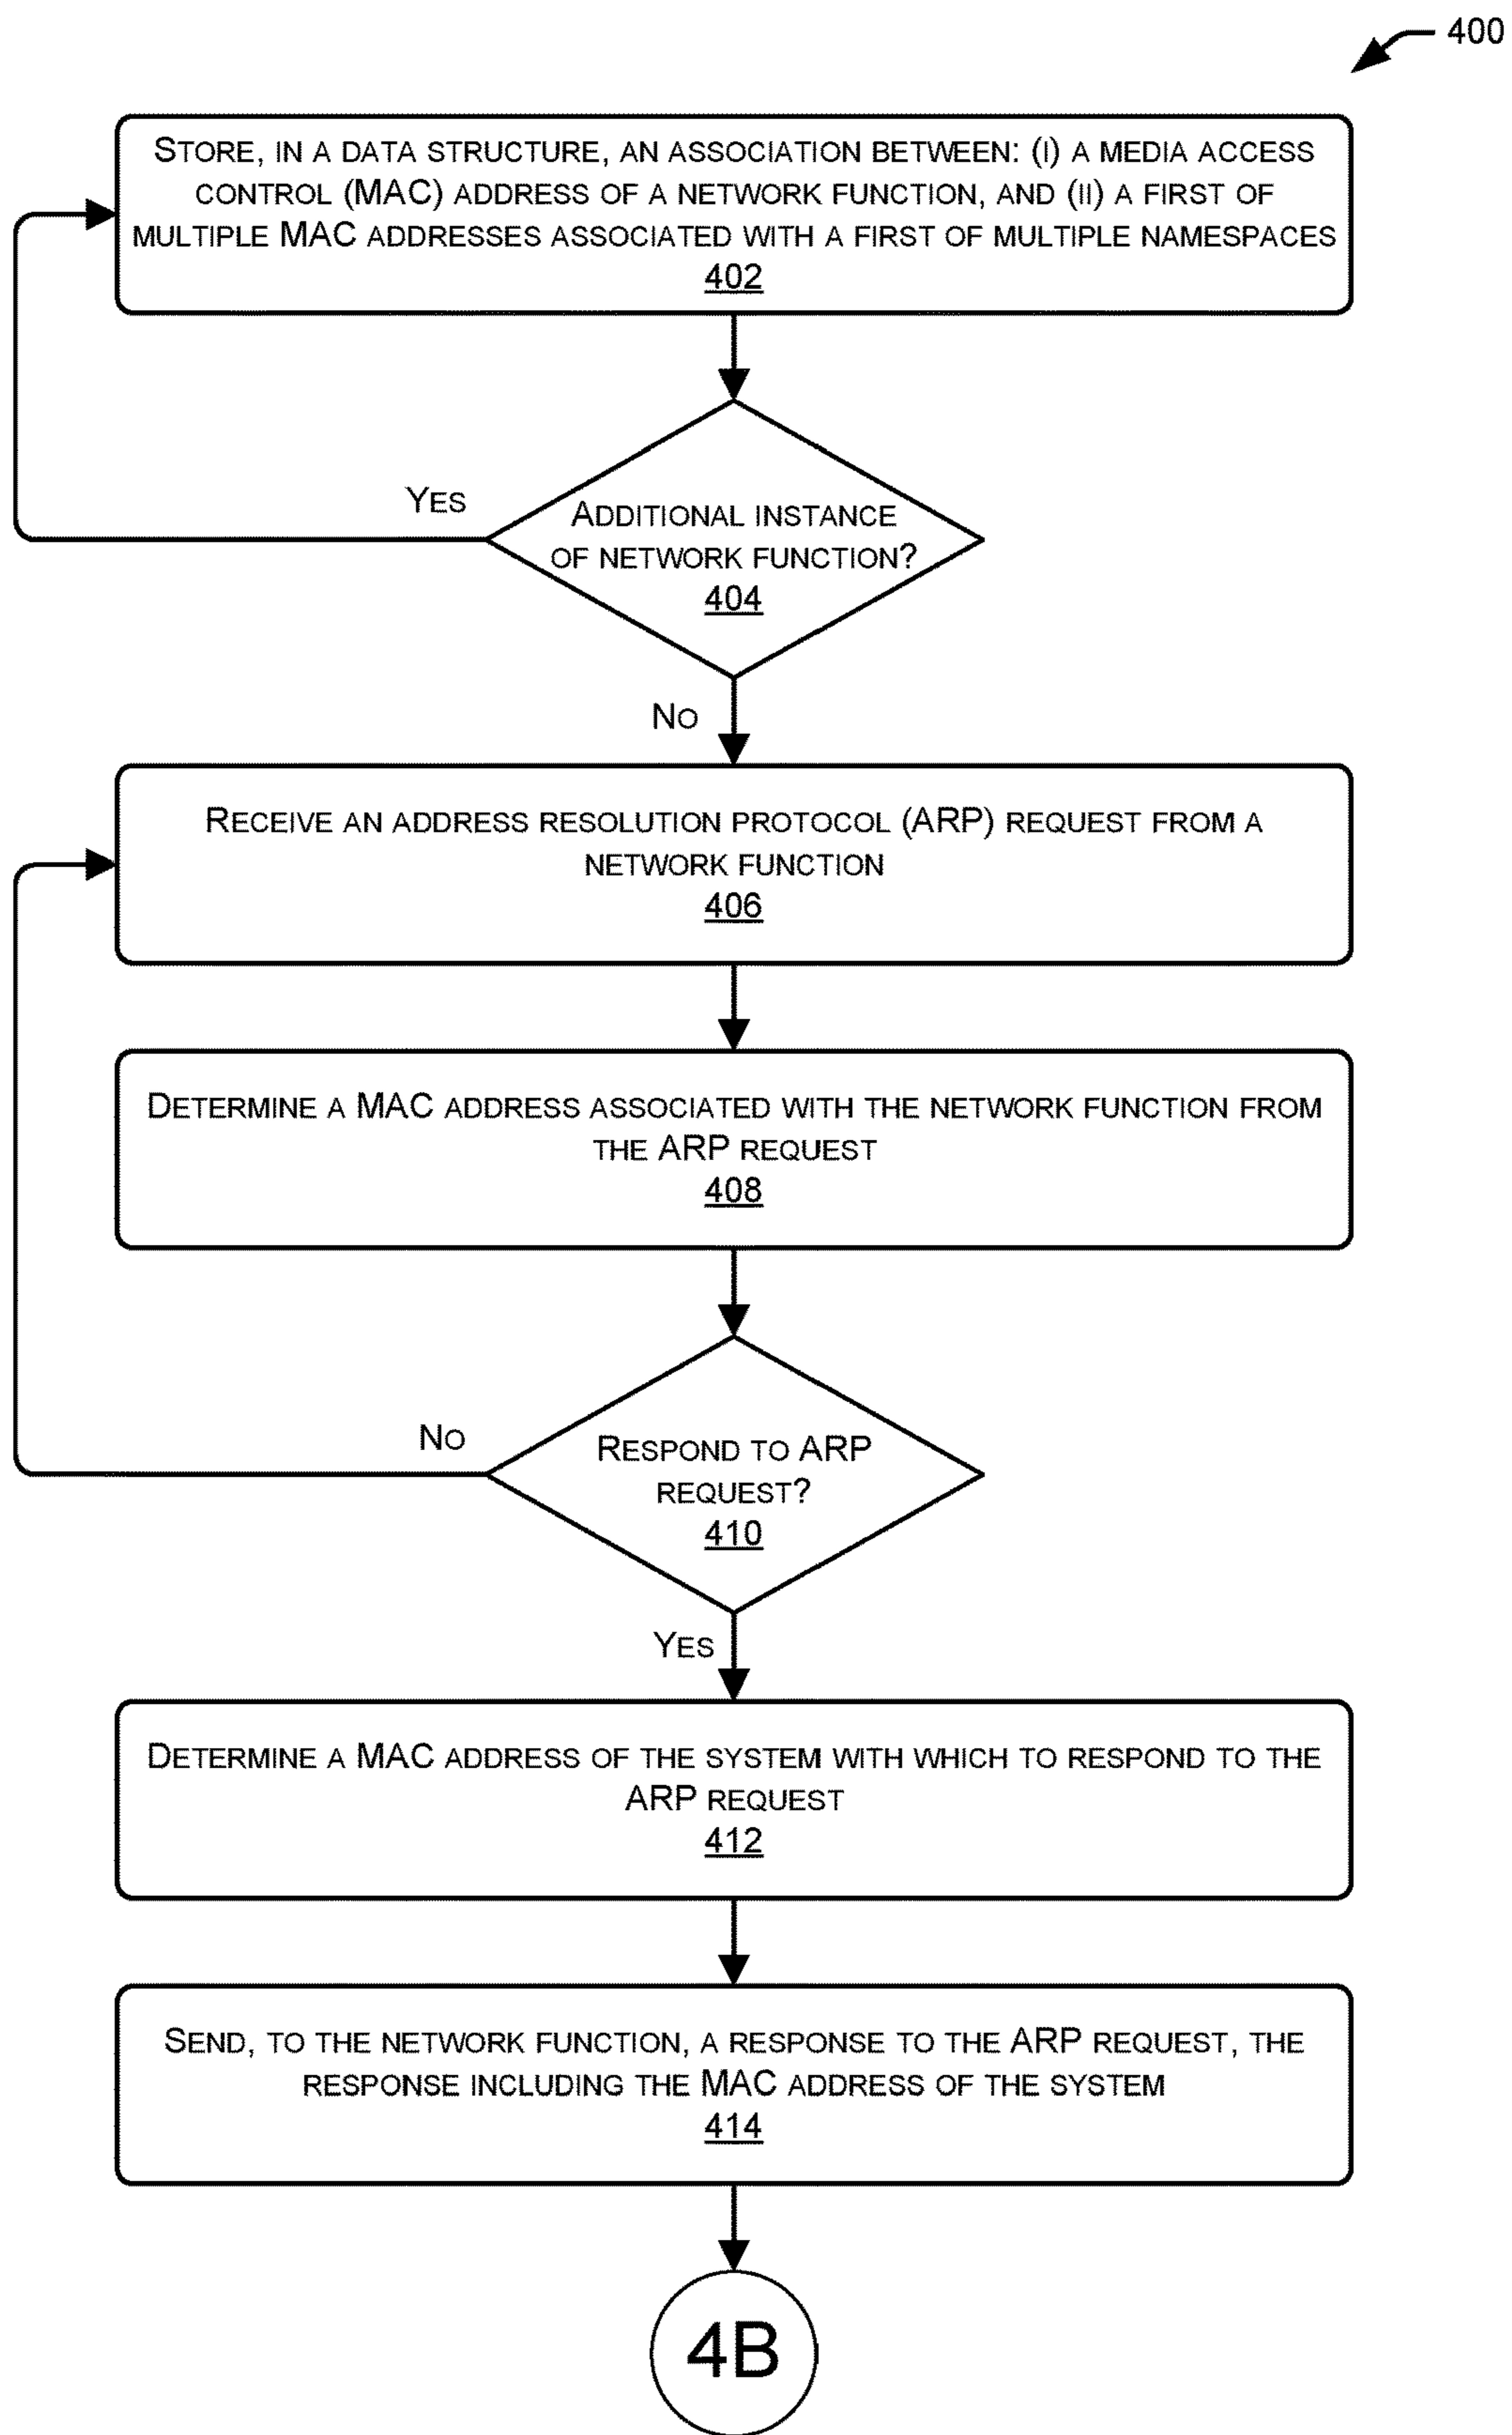 400
STORE, IN A DATA STRUCTURE, AN ASSOCIATION BETWEEN: (I) A MEDIA ACCESS
CONTROL (MAC) ADDRESS OF A NETWORK FUNCTION, AND (II) A FIRST OF
MULTIPLE MAC ADDRESSES ASSOCIATED WITH A FIRST OF MULTIPLE NAMESPACES
402
YES
ADDITIONAL INSTANCE
OF NETWORK FUNCTION?
404
NO
RECEIVE AN ADDRESS RESOLUTION PROTOCOL (ARP) REQUEST FROM A
NETWORK FUNCTION
406
DETERMINE A MAC ADDRESS ASSOCIATED WITH THE NETWORK FUNCTION FROM
THE ARP REQUEST
408
NO
RESPOND TO ARP
REQUEST?
410
YES
DETERMINE A MAC ADDRESS OF THE SYSTEM WITH WHICH TO RESPOND TO THE
ARP REQUEST
412
SEND, TO THE NETWORK FUNCTION, A RESPONSE TO THE ARP REQUEST, THE
RESPONSE INCLUDING THE MAC ADDRESS OF THE SYSTEM
414
4B